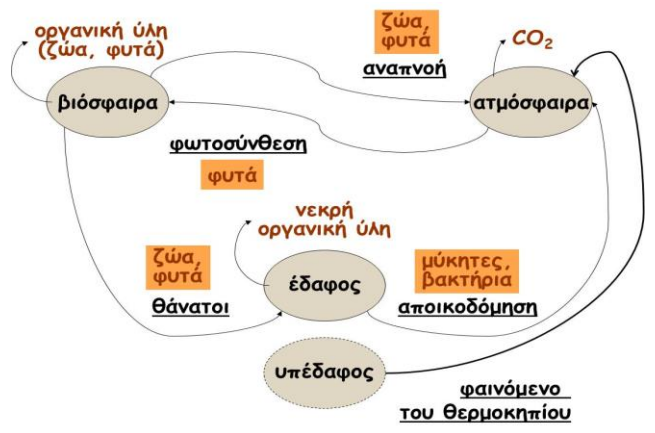 οργανική ύλη
(ζώα, φυτά)
ζώα,
φυτά
αναπνοή
CO2
βιόσφαιρα
ατμόσφαιρα
φωτοσύνθεση
φυτά
νεκρή
οργανική ύλη
ζώα,
φυτά
θάνατοι
έδαφος
μύκητες,
βακτήρια
αποικοδόμηση
υπέδαφος
φαινόμενο
του θερμοκηπίου